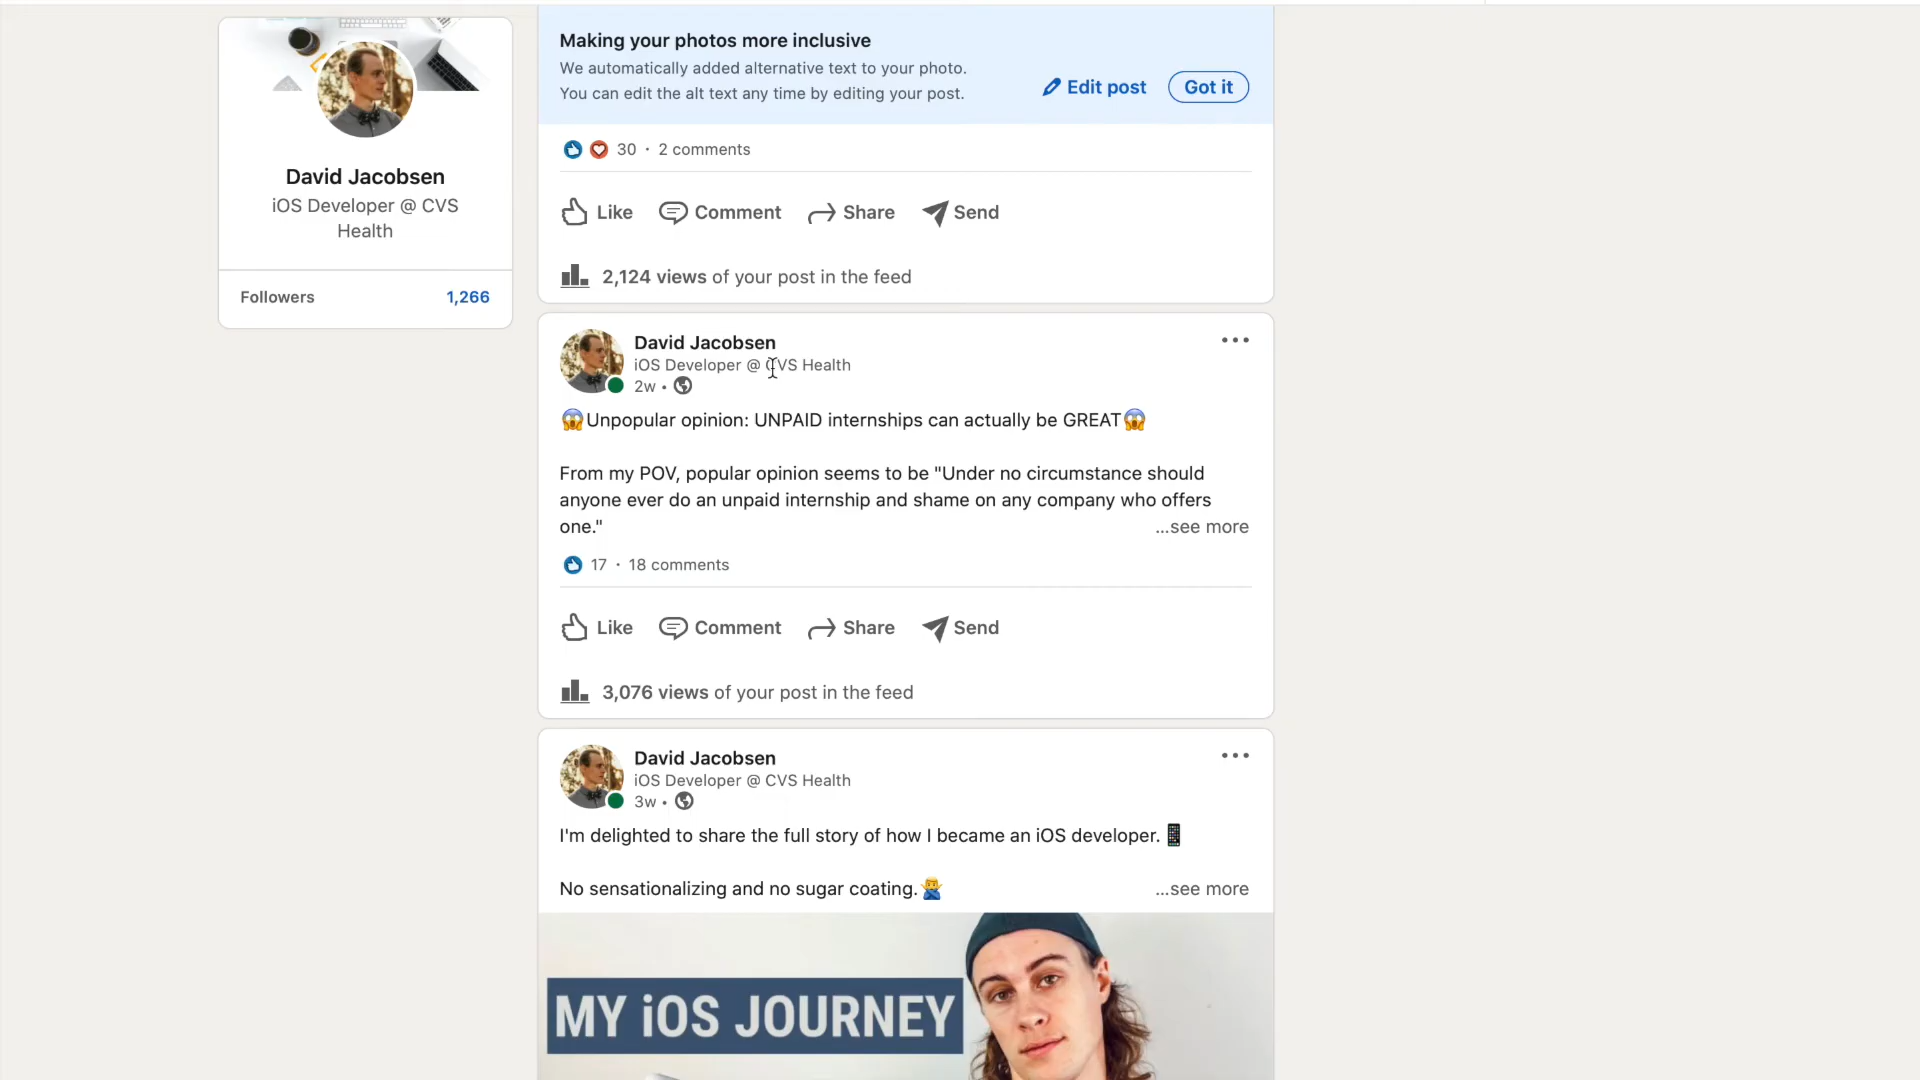 David Jacobsen
iOS Developer @ CVS
Health
Followers 1,266
Making your photos more inclusive
We automatically added alternative text to your photo.
You can edit the alt text any time by editing your post.
Edit post Got it
30 · 2 comments
Like Comment Share Send
2,124 views of your post in the feed
David Jacobsen
iOS Developer @ CVS Health
2w •
😱Unpopular opinion: UNPAID internships can actually be GREAT😱
From my POV, popular opinion seems to be "Under no circumstance should
anyone ever do an unpaid internship and shame on any company who offers
one." ...see more
17 · 18 comments
Like Comment Share Send
3,076 views of your post in the feed
David Jacobsen
iOS Developer @ CVS Health
3w •
I'm delighted to share the full story of how I became an iOS developer.📱
No sensationalizing and no sugar coating.🙅‍♂️ ...see more
MY iOS JOURNEY